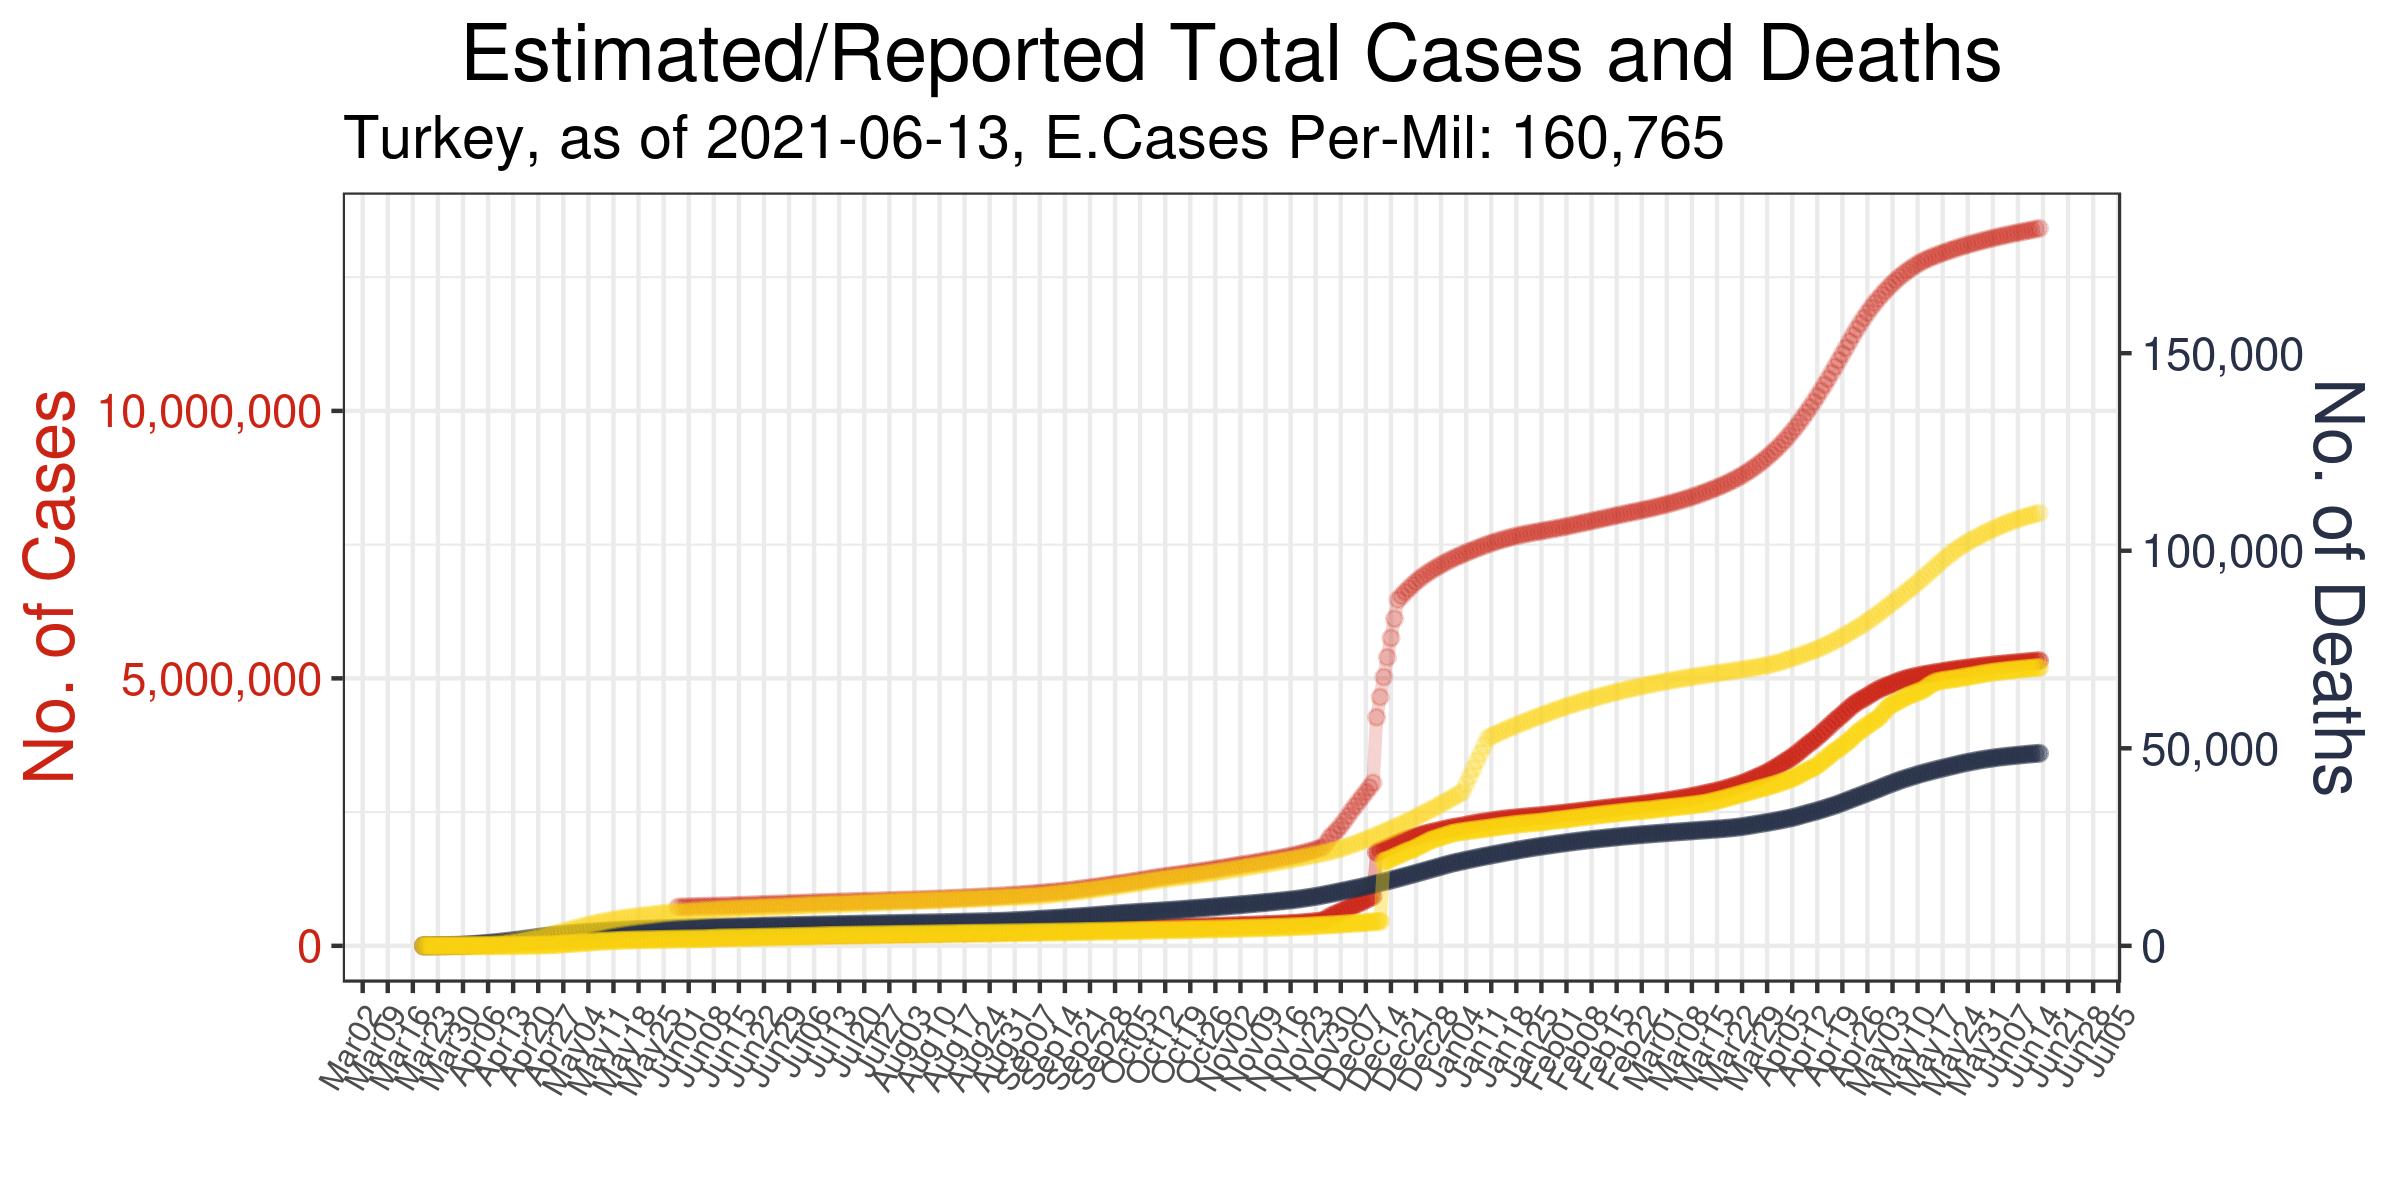 Estimated/Reported Total Cases and Deaths
Turkey, as of 2021-06-13, E.Cases Per-Mil: 160,765
No. of Cases
10,000,000
5,000,000
0
150,000
100,000
50,000
0
No. of Deaths
Mar02
Mar09
Mar16
Mar23
Mar30
Apr06
Apr13
Apr20
Apr27
May04
May11
May18
May25
Jun01
Jun08
Jun15
Jun22
Jun29
Jul06
Jul13
Jul20
Jul27
Aug03
Aug10
Aug17
Aug24
Aug31
Sep07
Sep14
Sep21
Sep28
Oct05
Oct12
Oct19
Oct26
Nov02
Nov09
Nov16
Nov23
Nov30
Dec07
Dec14
Dec21
Dec28
Jan04
Jan11
Jan18
Jan25
Feb01
Feb08
Feb15
Feb22
Mar01
Mar08
Mar15
Mar22
Mar29
Apr05
Apr12
Apr19
Apr26
May03
May10
May17
May24
May31
Jun07
Jun14
Jun21
Jun28
Jul05